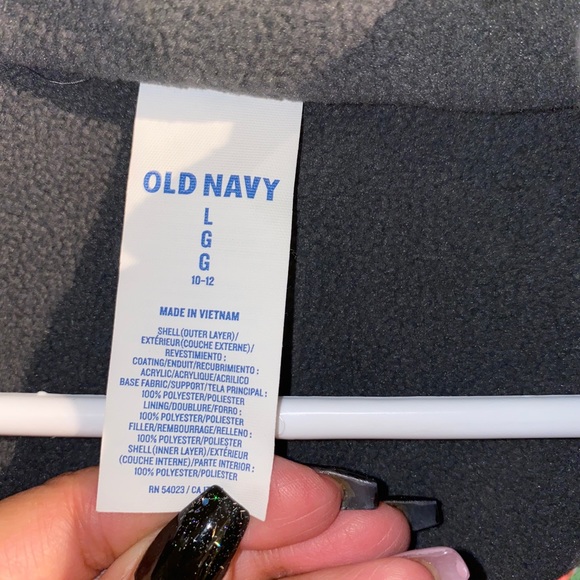 OLD NAVY
L
G
G
10-12
MADE IN VIETNAM
SHELL(OUTER LAYER)/
EXTÉRIEUR(COUCHE EXTERNE)/
REVESTIMIENTO :
COATING/ENDUIT/RECUBRIMIENTO :
ACRYLIC/ACRYLIQUE/ACRILICO
BASE FABRIC/SUPPORT/TELA PRINCIPAL :
100% POLYESTER/POLIESTER
LINING/DOUBLURE/FORRO :
100% POLYESTER/POLIESTER
FILLER/REMBOURRAGE/RELLENO :
100% POLYESTER/POLIESTER
SHELL(INNER LAYER)/EXTÉRIEUR
(COUCHE INTERNE)/PARTE INTERIOR :
100% POLYESTER/POLIESTER
RN 54023 / CA